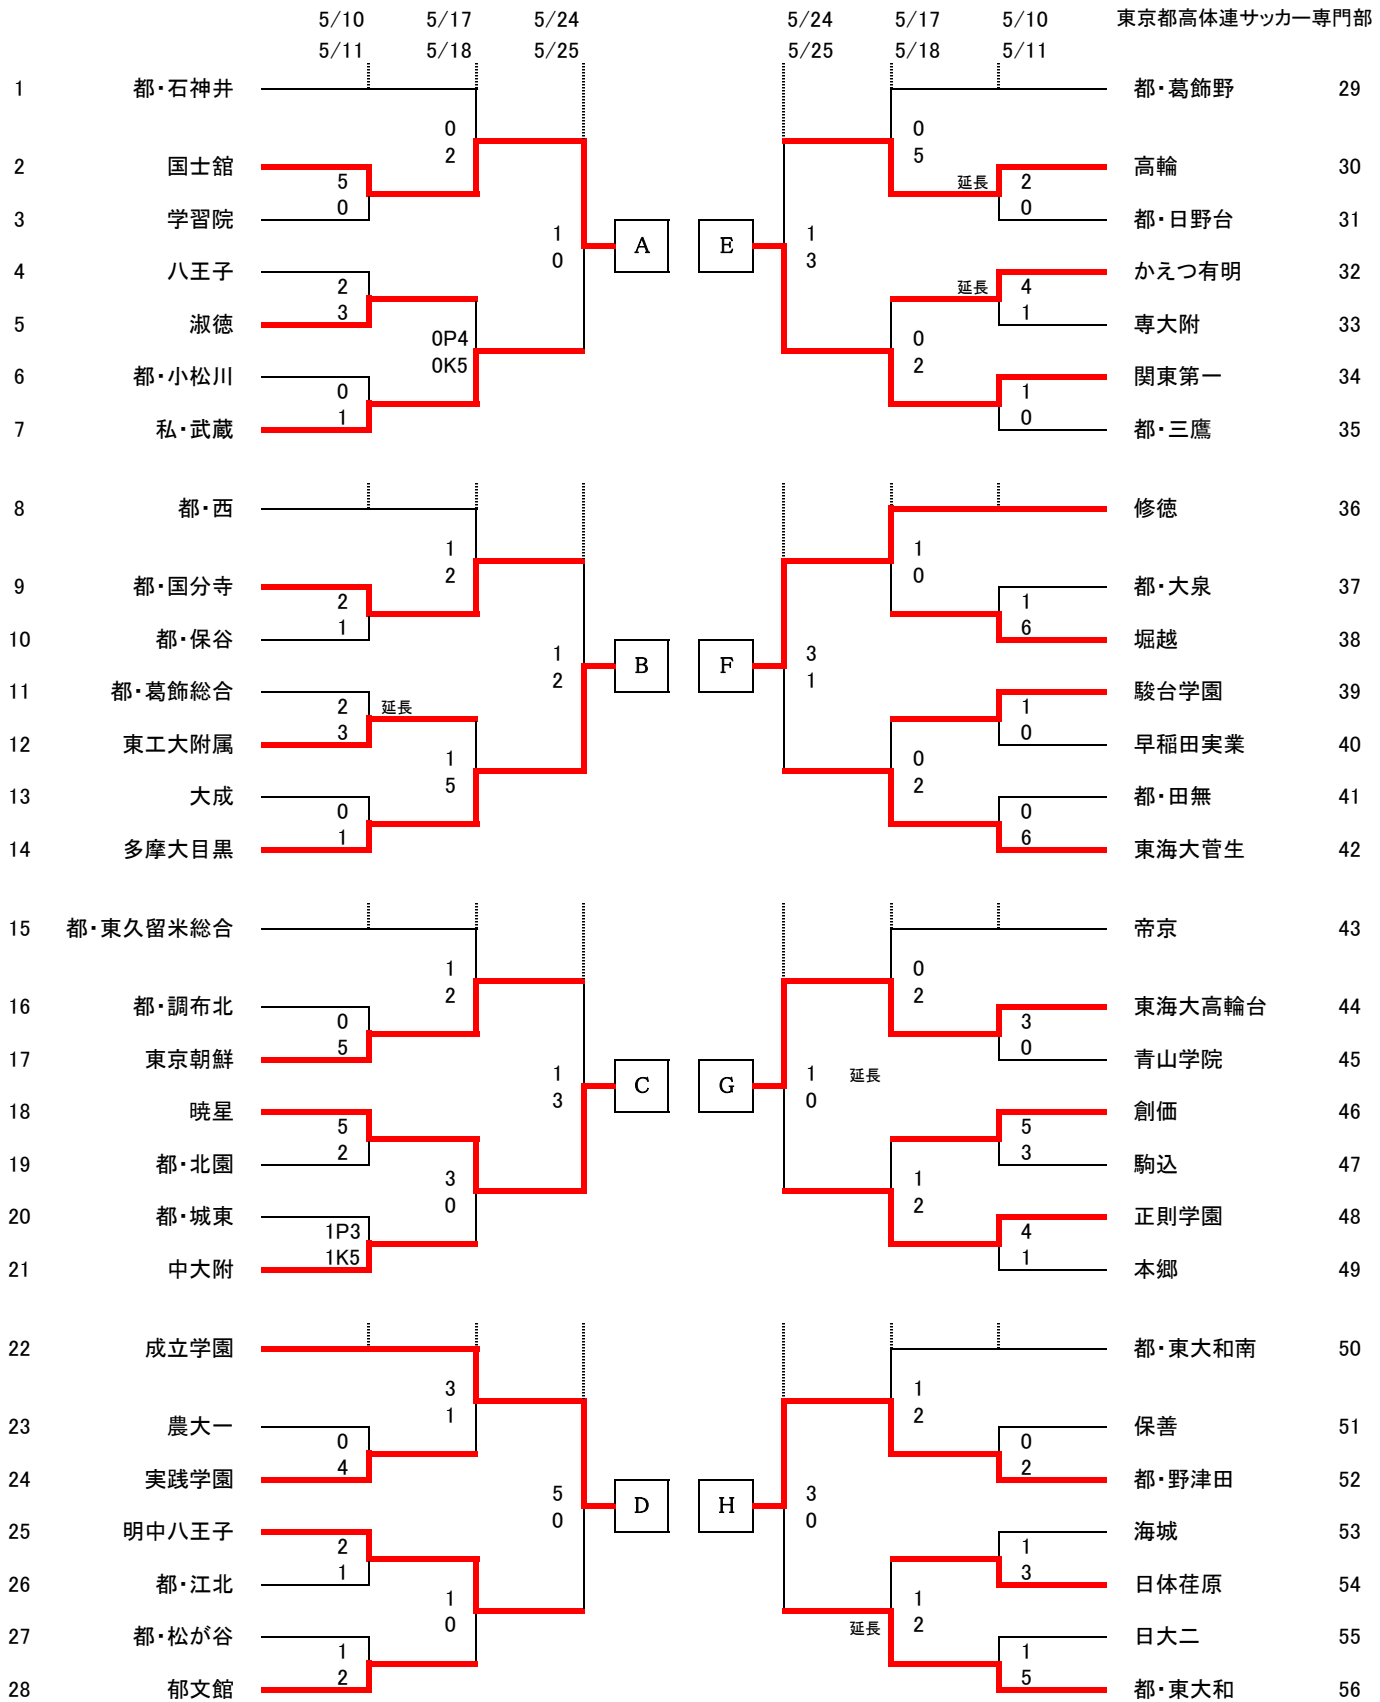 5/10 5/17 5/24 5/24 5/17 5/10 東京都高体連サッカー専門部
5/11 5/18 5/25 5/25 5/18 5/11
1 都・石神井 都・葛飾野 29
0 0
2 5
2 国士舘 高輪 30
5 延長 2
0 0
3 学習院 都・日野台 31
1 A E 1
0 3
4 八王子 かえつ有明 32
2 延長 4
3 1
5 淑徳 専大附 33
0P4 0
0K5 2
6 都・小松川 関東第一 34
0 1
1 0
7 私・武蔵 都・三鷹 35
8 都・西 修徳 36
1 1
2 0
9 都・国分寺 都・大泉 37
2 1
1 6
10 都・保谷 堀越 38
1 B F 3
2 1
11 都・葛飾総合 駿台学園 39
2 延長 1
3 0
12 東工大附属 早稲田実業 40
1 0
5 2
13 大成 都・田無 41
0 0
1 6
14 多摩大目黒 東海大菅生 42
15 都・東久留米総合 帝京 43
1 0
2 2
16 都・調布北 東海大高輪台 44
0 3
5 0
17 東京朝鮮 青山学院 45
1 C G 1 延長
3 0
18 暁星 創価 46
5 5
2 3
19 都・北園 駒込 47
3 1
0 2
20 都・城東 正則学園 48
1P3 4
1K5 1
21 中大附 本郷 49
22 成立学園 都・東大和南 50
3 1
1 2
23 農大一 保善 51
0 0
4 2
24 実践学園 都・野津田 52
5 D H 3
0 0
25 明中八王子 海城 53
2 1
1 3
26 都・江北 日体荏原 54
1 1
0 延長 2
27 都・松が谷 日大二 55
1 1
2 5
28 郁文館 都・東大和 56